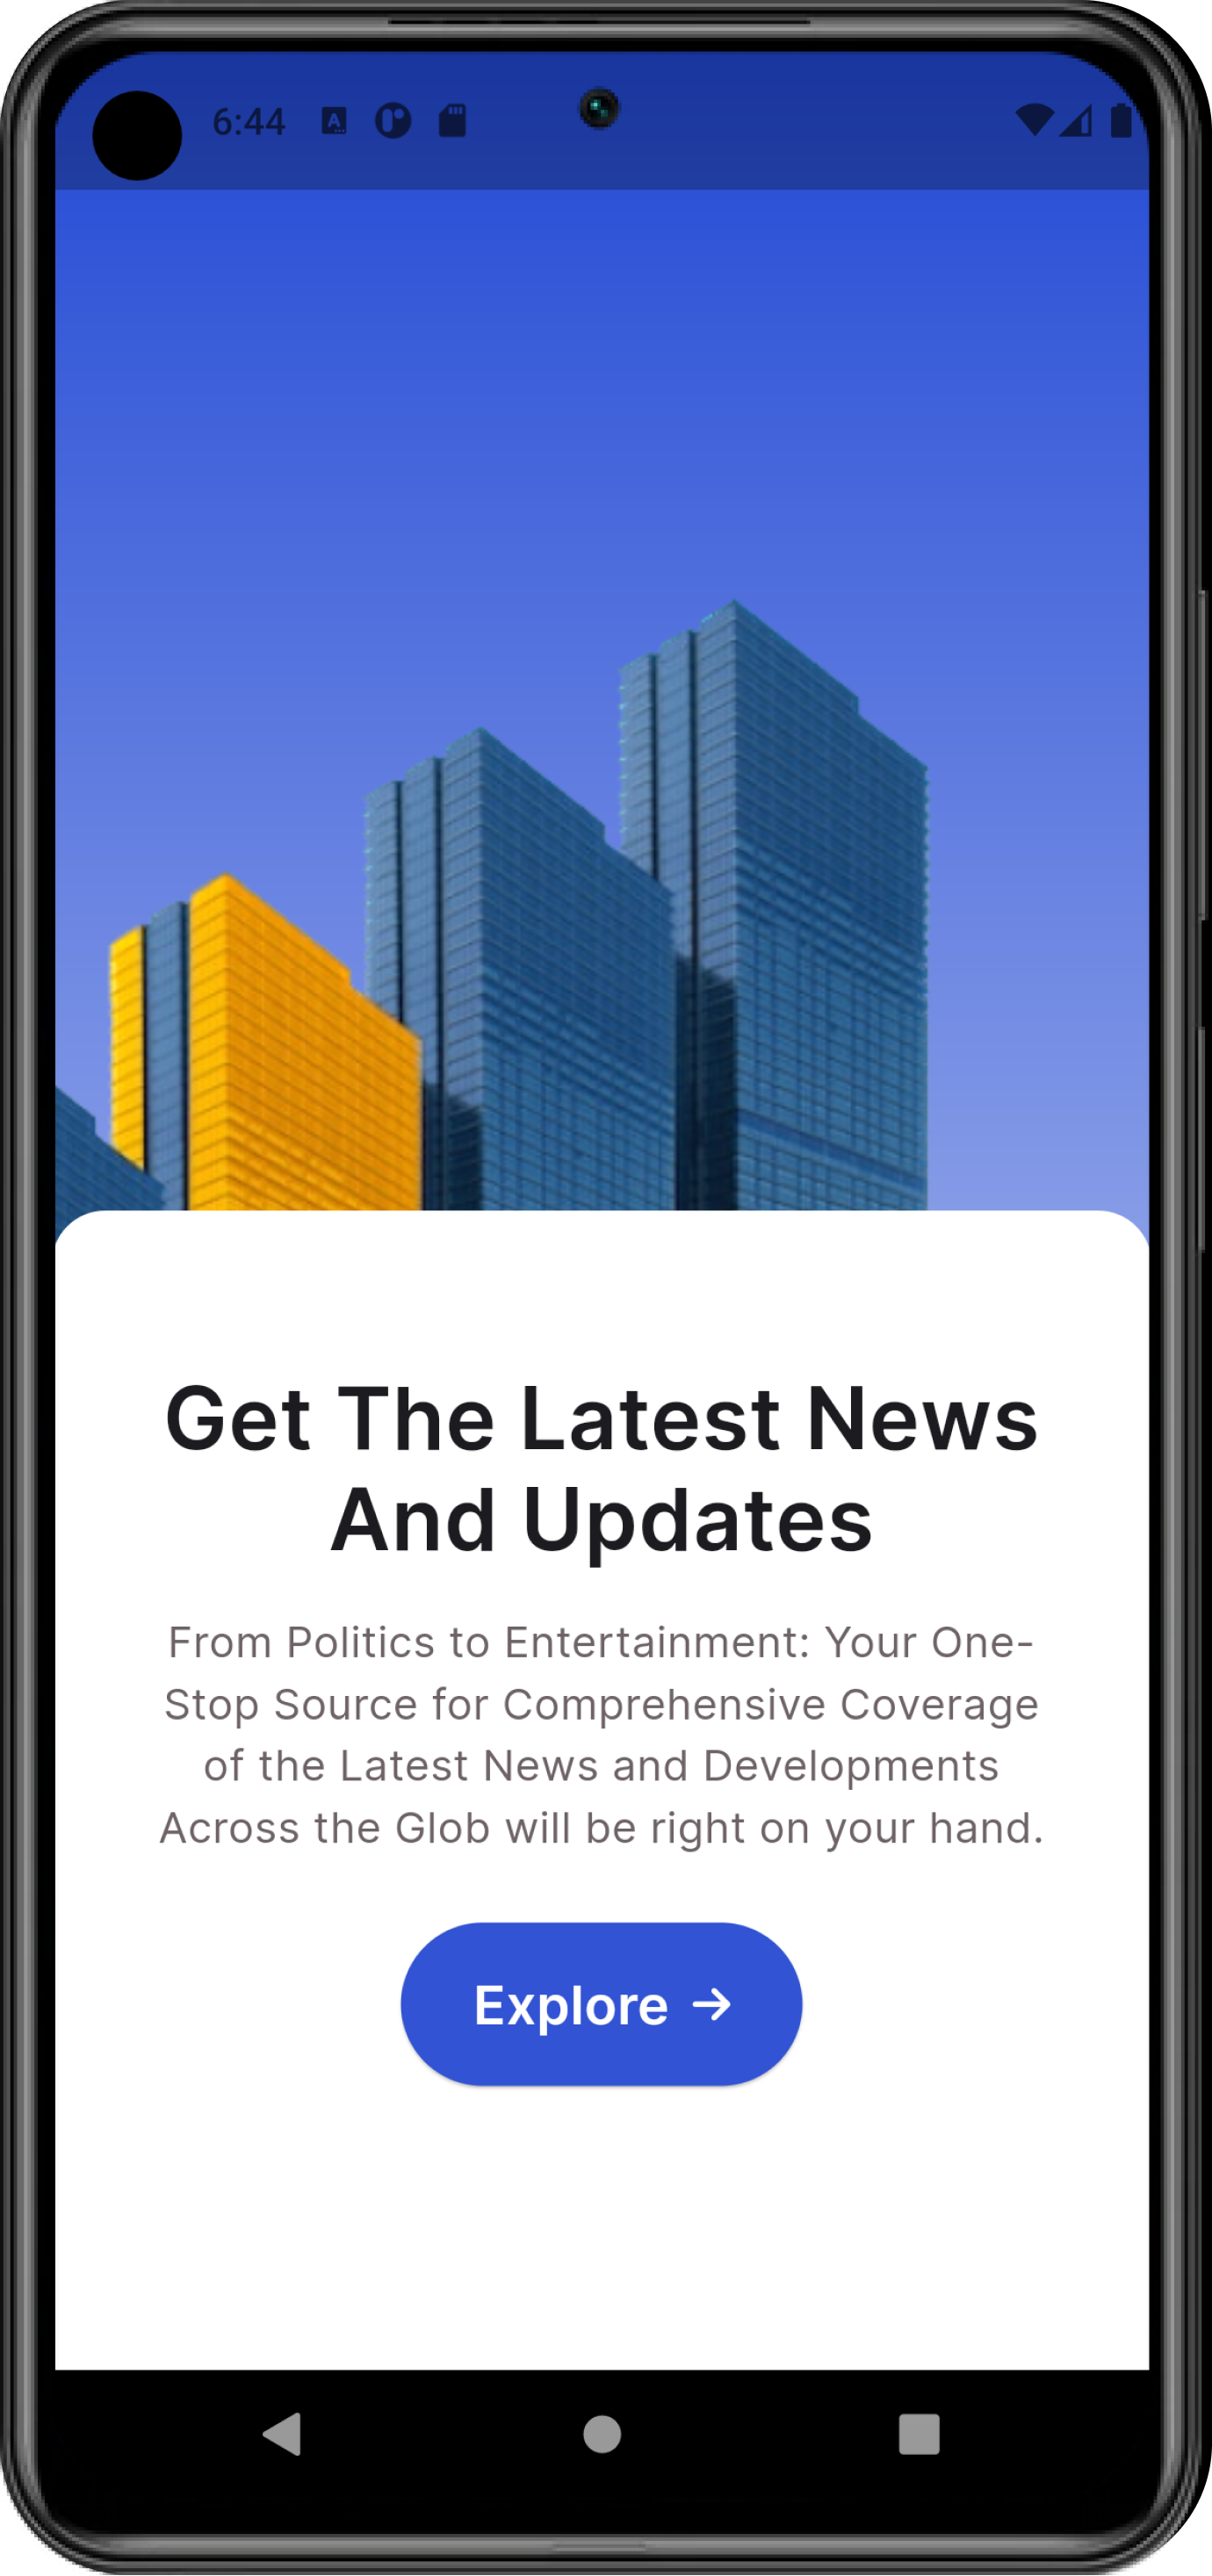 6:44
A
Get The Latest News
And Updates
From Politics to Entertainment: Your One-
Stop Source for Comprehensive Coverage
of the Latest News and Developments
Across the Glob will be right on your hand.
Explore →